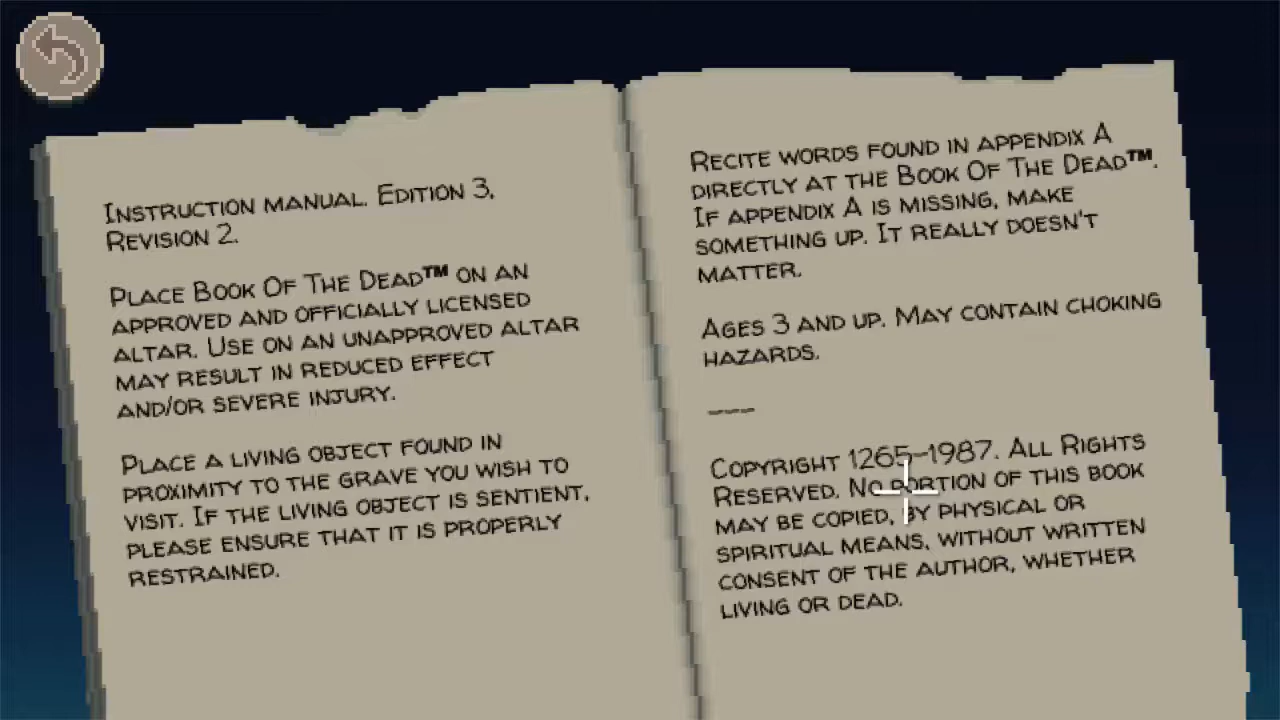 Instruction manual. Edition 3,
Revision 2.
Place Book Of The Dead™ on an
approved and officially licensed
altar. Use on an unapproved altar
may result in reduced effect
and/or severe injury.
Place a living object found in
proximity to the grave you wish to
visit. If the living object is sentient,
please ensure that it is properly
restrained.
Recite words found in appendix A
directly at the Book Of The Dead™.
If appendix A is missing, make
something up. It really doesn't
matter.
Ages 3 and up. May contain choking
hazards.
---
Copyright 1265-1987. All Rights
Reserved. No portion of this book
may be copied, by physical or
spiritual means, without written
consent of the author, whether
living or dead.